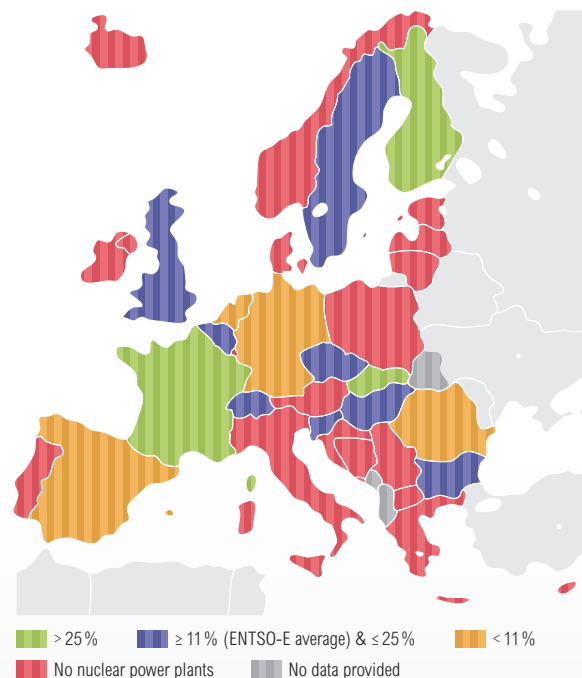 > 25 % ≥ 11 % (ENTSO-E average) & ≤ 25 % < 11 %
No nuclear power plants No data provided